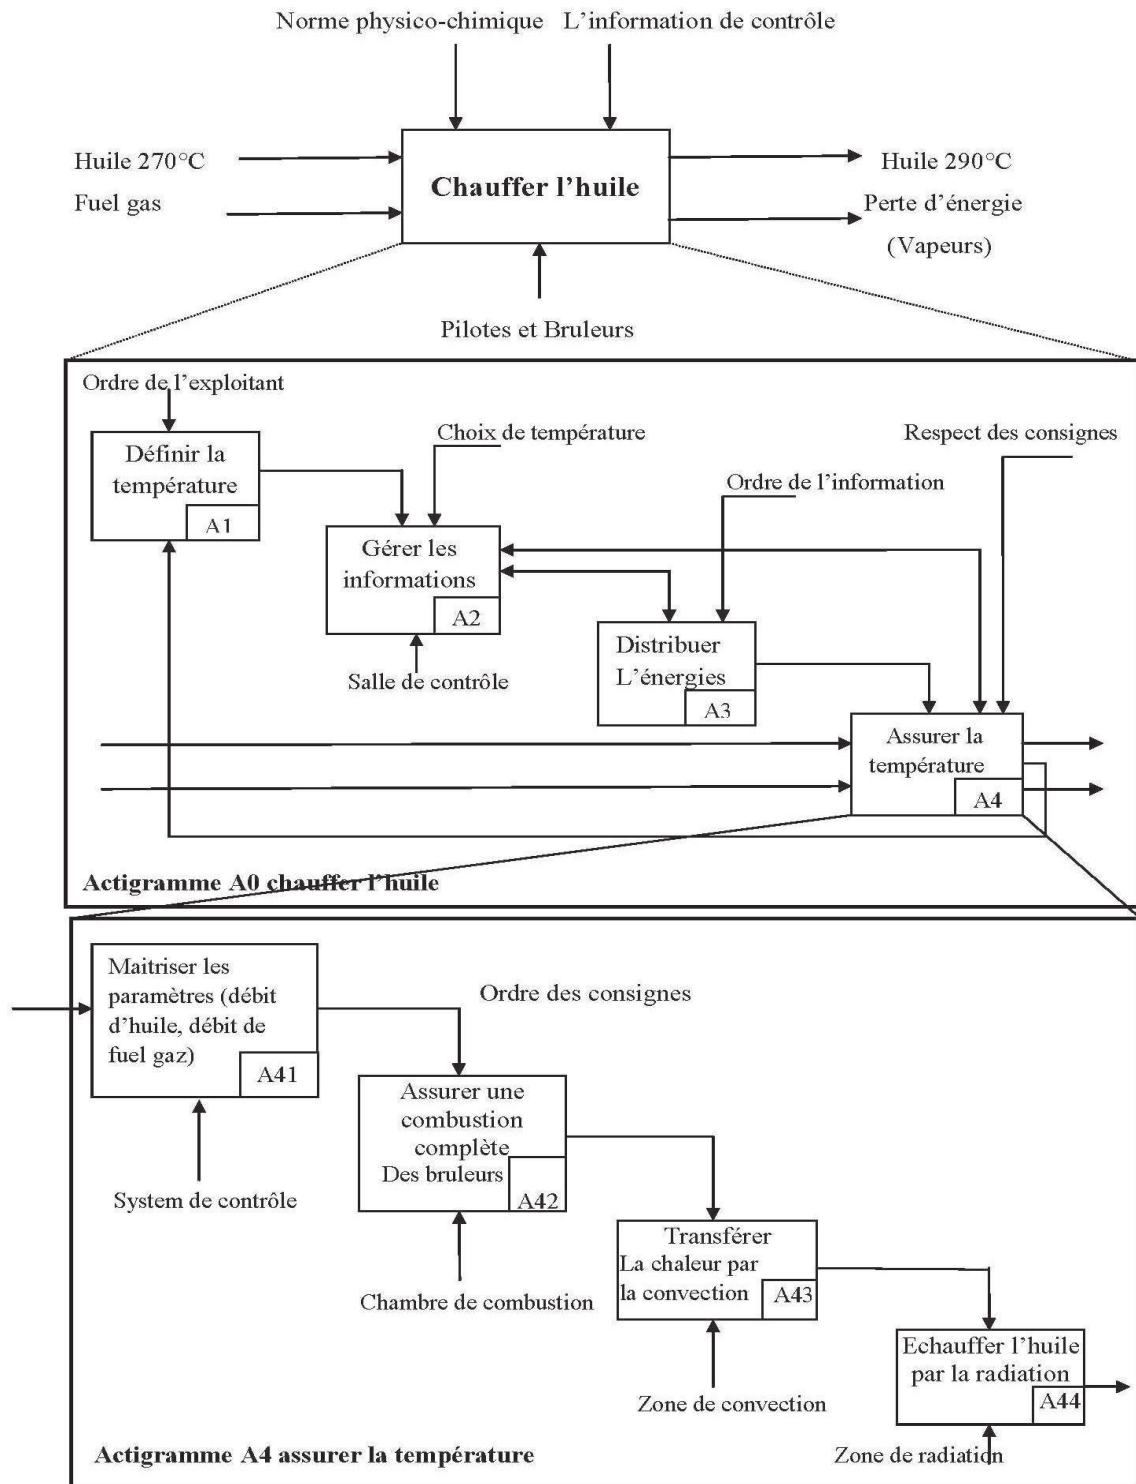 Norme physico-chimique L'information de contrôle
Huile 270°C
Fuel gas
Chauffer l'huile
Huile 290°C
Perte d'énergie
(Vapeurs)
Pilotes et Bruleurs
Ordre de l'exploitant
Définir la
température
A1
Choix de température
Respect des consignes
Ordre de l'information
Gérer les
informations
A2
Salle de contrôle
Distribuer
L'énergies
A3
Assurer la
température
A4
Actigramme A0 chauffer l'huile
Maitriser les
paramètres (débit
d'huile, débit de
fuel gaz)
A41
Ordre des consignes
System de contrôle
Assurer une
combustion
complète
Des bruleurs
A42
Chambre de combustion
Transférer
La chaleur par
la convection
A43
Zone de convection
Echauffer l'huile
par la radiation
A44
Zone de radiation
Actigramme A4 assurer la température